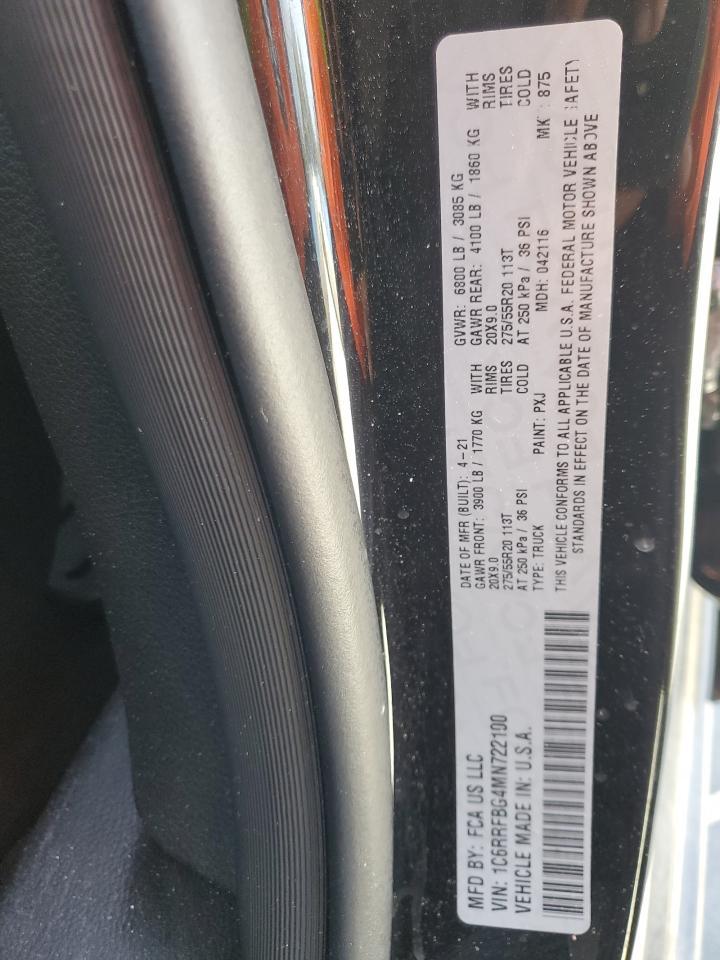 MFD BY: FCA US LLC
VIN: 1C6RRFBG4MN722100
VEHICLE MADE IN: U.S.A.
DATE OF MFR (BUILT): 4-21 GVWR: 6800 LB / 3085 KG
GAWR FRONT: 3900 LB / 1770 KG WITH GAWR REAR: 4100 LB / 1860 KG WITH
20X9.0 RIMS 20X9.0 RIMS
275/55R20 113T TIRES 275/55R20 113T TIRES
AT 250 kPa / 36 PSI COLD AT 250 kPa / 36 PSI COLD
TYPE: TRUCK PAINT: PXJ MDH: 042116 MK : 875
THIS VEHICLE CONFORMS TO ALL APPLICABLE U.S.A. FEDERAL MOTOR VEHICLE SAFETY
STANDARDS IN EFFECT ON THE DATE OF MANUFACTURE SHOWN ABOVE